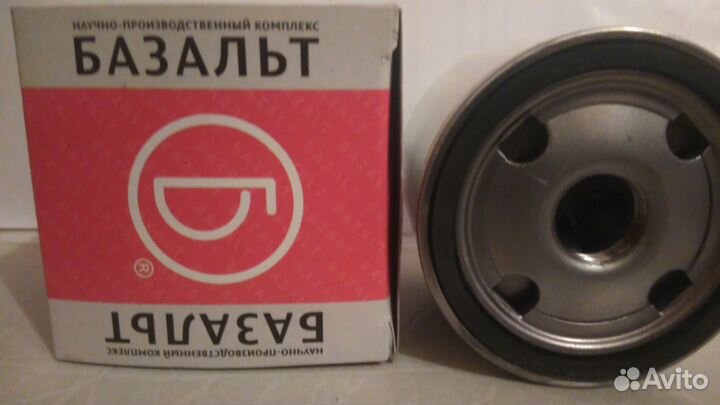 НАУЧНО-ПРОИЗВОДСТВЕННЫЙ КОМПЛЕКС
БАЗАЛЬТ
®
БАЗАЛЬТ
НАУЧНО-ПРОИЗВОДСТВЕННЫЙ КОМПЛЕКС
Avito